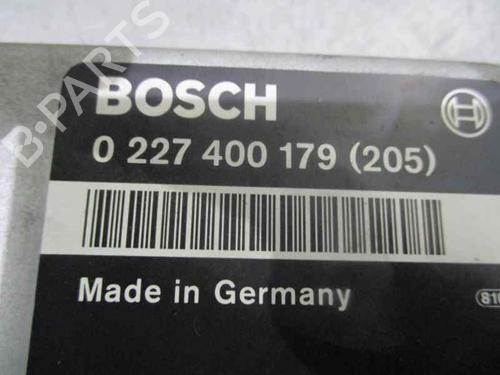 BOSCH
0 227 400 179 (205)
Made in Germany
B-PARTS